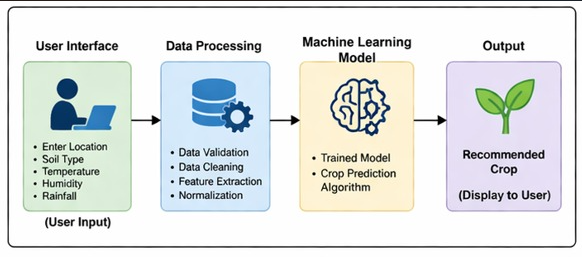 User Interface
• Enter Location
• Soil Type
• Temperature
• Humidity
• Rainfall
(User Input)
Data Processing
• Data Validation
• Data Cleaning
• Feature Extraction
• Normalization
Machine Learning
Model
• Trained Model
• Crop Prediction
Algorithm
Output
Recommended
Crop
(Display to User)